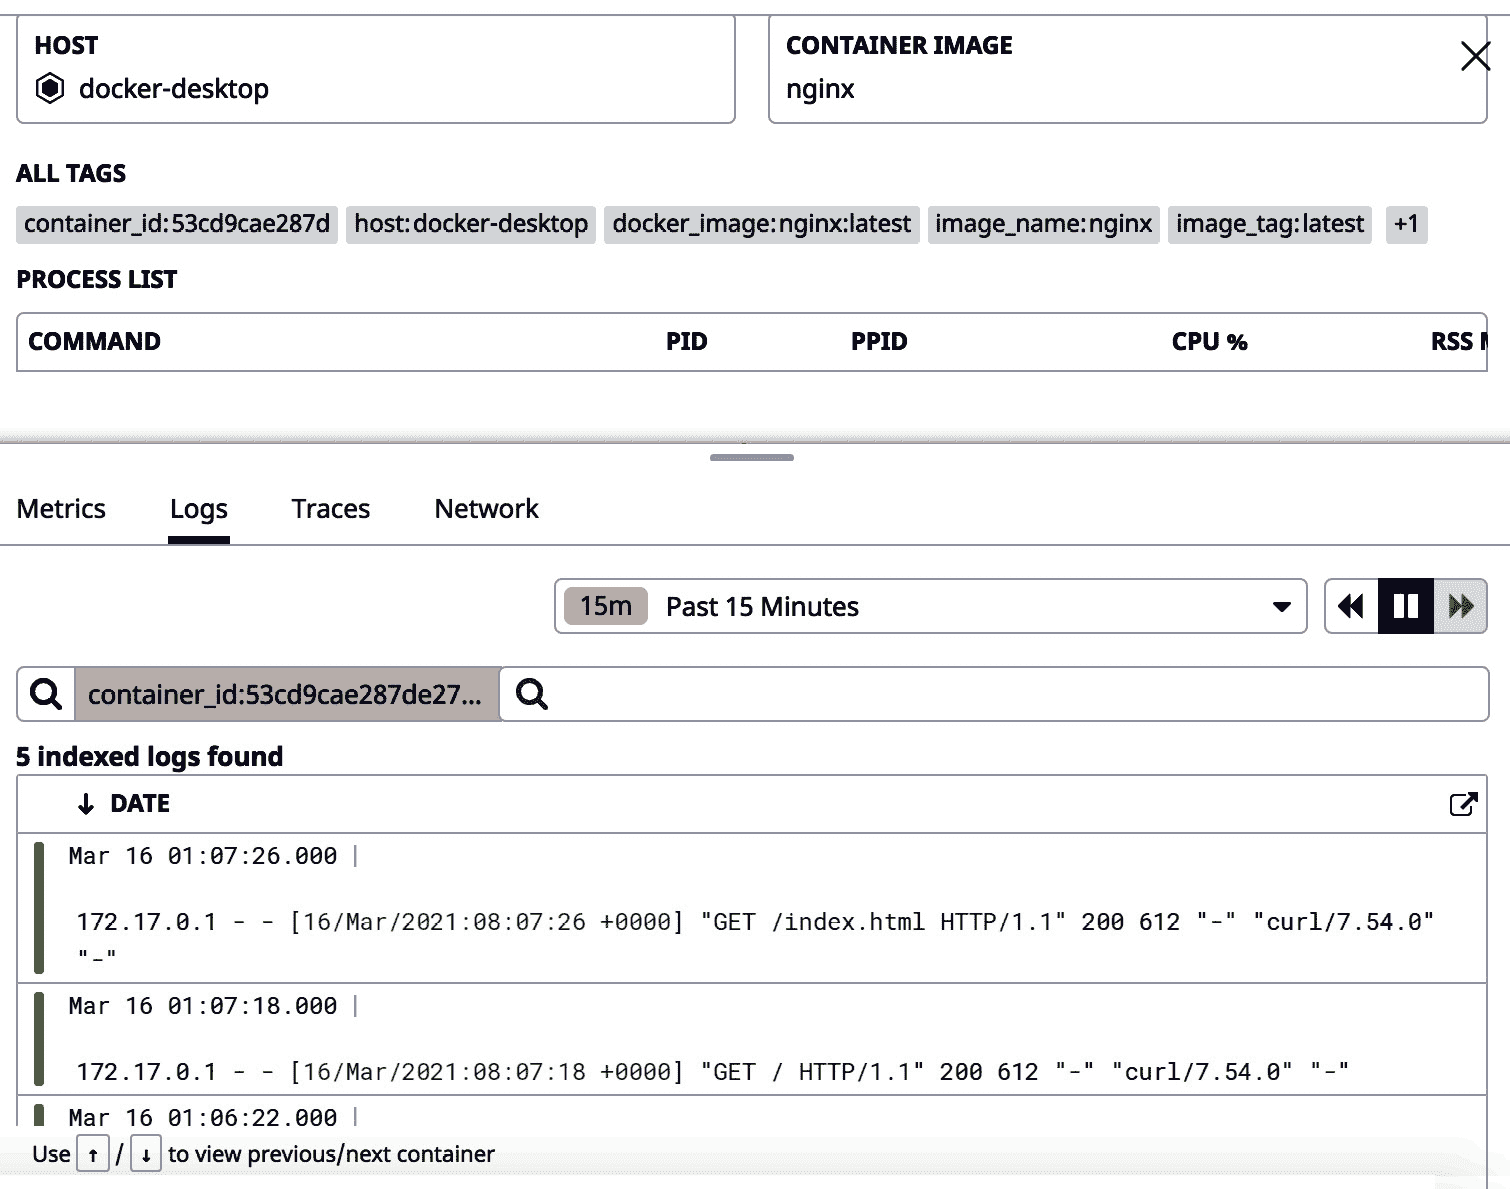 HOST
docker-desktop
CONTAINER IMAGE
nginx
ALL TAGS
container_id:53cd9cae287d host:docker-desktop docker_image:nginx:latest image_name:nginx image_tag:latest +1
PROCESS LIST
COMMAND PID PPID CPU % RSS
Metrics Logs Traces Network
15m Past 15 Minutes
container_id:53cd9cae287de27...
5 indexed logs found
↓ DATE
Mar 16 01:07:26.000 |
172.17.0.1 - - [16/Mar/2021:08:07:26 +0000] "GET /index.html HTTP/1.1" 200 612 "-" "curl/7.54.0"
"-"
Mar 16 01:07:18.000 |
172.17.0.1 - - [16/Mar/2021:08:07:18 +0000] "GET / HTTP/1.1" 200 612 "-" "curl/7.54.0" "-"
Mar 16 01:06:22.000 |
Use ↑ / ↓ to view previous/next container